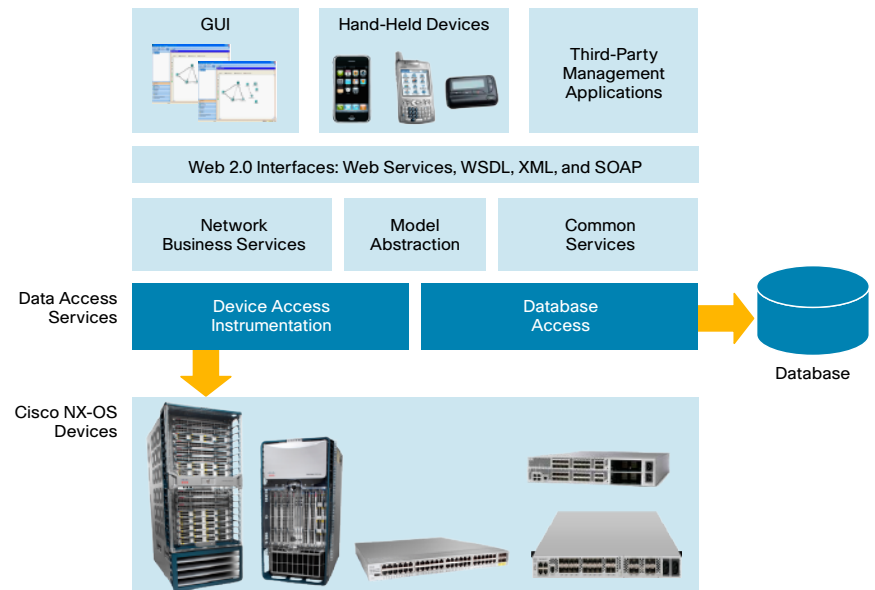 GUI
Hand-Held Devices
Third-Party
Management
Applications
Web 2.0 Interfaces: Web Services, WSDL, XML, and SOAP
Network
Business Services
Model
Abstraction
Common
Services
Data Access
Services
Device Access
Instrumentation
Database
Access
Database
Cisco NX-OS
Devices